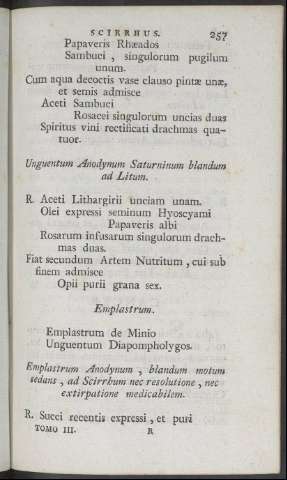 SCIRRHUS. 257
Papaveris Rhæados
Sambuci , singulorum pugilum
unum.
Cum aqua decoctis vase clauso pintæ unæ,
et semis admisce
Aceti Sambuci
Rosacei singulorum uncias duas
Spiritus vini rectificati drachmas qua-
tuor.
Unguentum Anodynum Saturninum blandum
ad Litum.
R. Aceti Lithargirii unciam unam.
Olei expressi seminum Hyoscyami
Papaveris albi
Rosarum infusarum singulorum drach-
mas duas.
Fiat secundum Artem Nutritum , cui sub
finem admisce
Opii purii grana sex.
Emplastrum.
Emplastrum de Minio
Unguentum Diapompholygos.
Emplastrum Anodynum , blandum motum
sedans , ad Scirrhum nec resolutione , nec
extirpatione medicabilem.
R. Succi recentis expressi , et puri
TOMO III. R